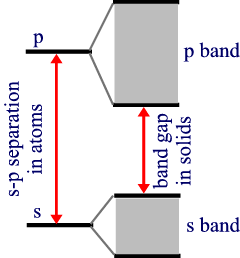 p
p band
s-p separation
in atoms
band gap
in solids
s
s band